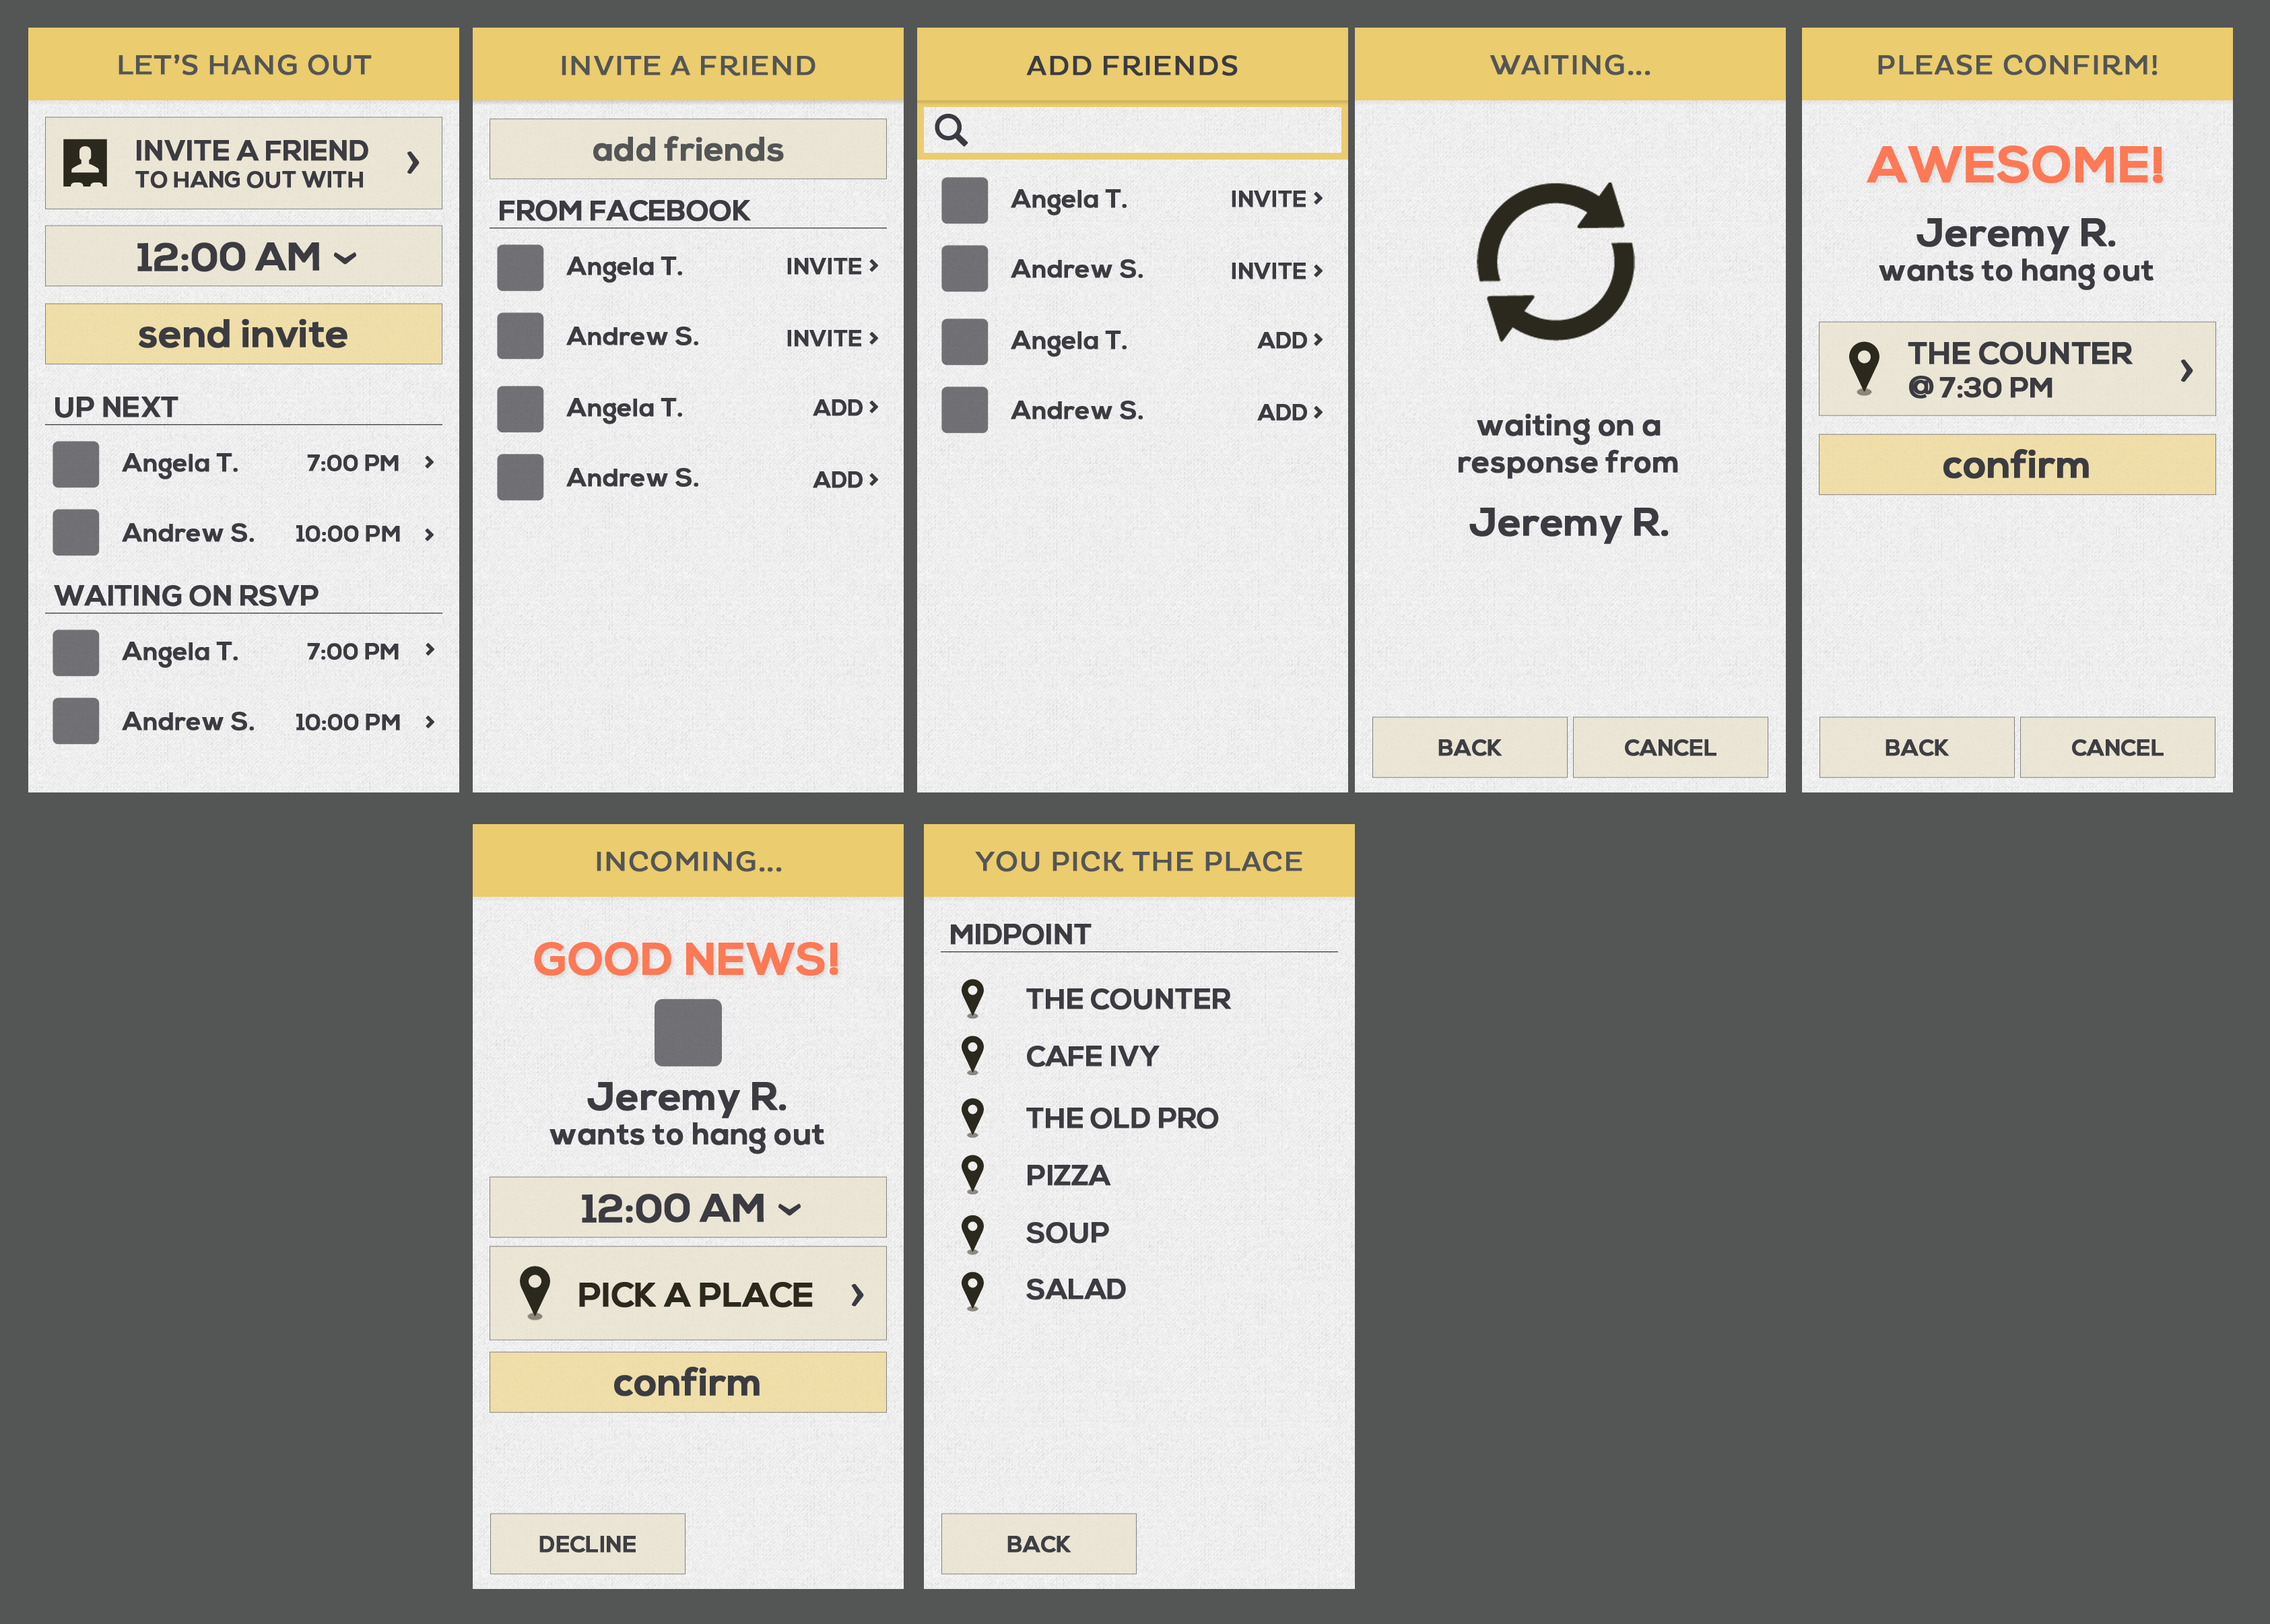 LET'S HANG OUT
INVITE A FRIEND
TO HANG OUT WITH
12:00 AM
send invite
UP NEXT
Angela T. 7:00 PM
Andrew S. 10:00 PM
WAITING ON RSVP
Angela T. 7:00 PM
Andrew S. 10:00 PM
INVITE A FRIEND
add friends
FROM FACEBOOK
Angela T. INVITE
Andrew S. INVITE
Angela T. ADD
Andrew S. ADD
ADD FRIENDS
Angela T. INVITE
Andrew S. INVITE
Angela T. ADD
Andrew S. ADD
WAITING...
waiting on a
response from
Jeremy R.
BACK CANCEL
PLEASE CONFIRM!
AWESOME!
Jeremy R.
wants to hang out
THE COUNTER
@ 7:30 PM
confirm
BACK CANCEL
INCOMING...
GOOD NEWS!
Jeremy R.
wants to hang out
12:00 AM
PICK A PLACE
confirm
DECLINE
YOU PICK THE PLACE
MIDPOINT
THE COUNTER
CAFE IVY
THE OLD PRO
PIZZA
SOUP
SALAD
BACK